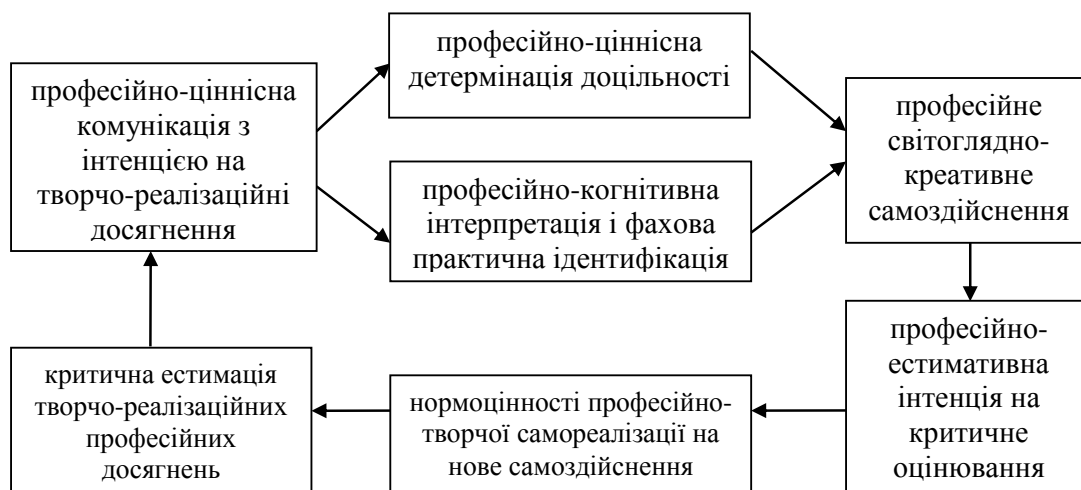 професійно-ціннісна
комунікація з
інтенцією на
творчо-реалізаційні
досягнення
професійно-ціннісна
детермінація доцільності
професійно-когнітивна
інтерпретація і фахова
практична ідентифікація
професійне
світоглядно-
креативне
самоздійснення
професійно-
естимативна
інтенція на
критичне
оцінювання
нормоцінності професійно-
творчої самореалізації на
нове самоздійснення
критична естимація
творчо-реалізаційних
професійних
досягнень